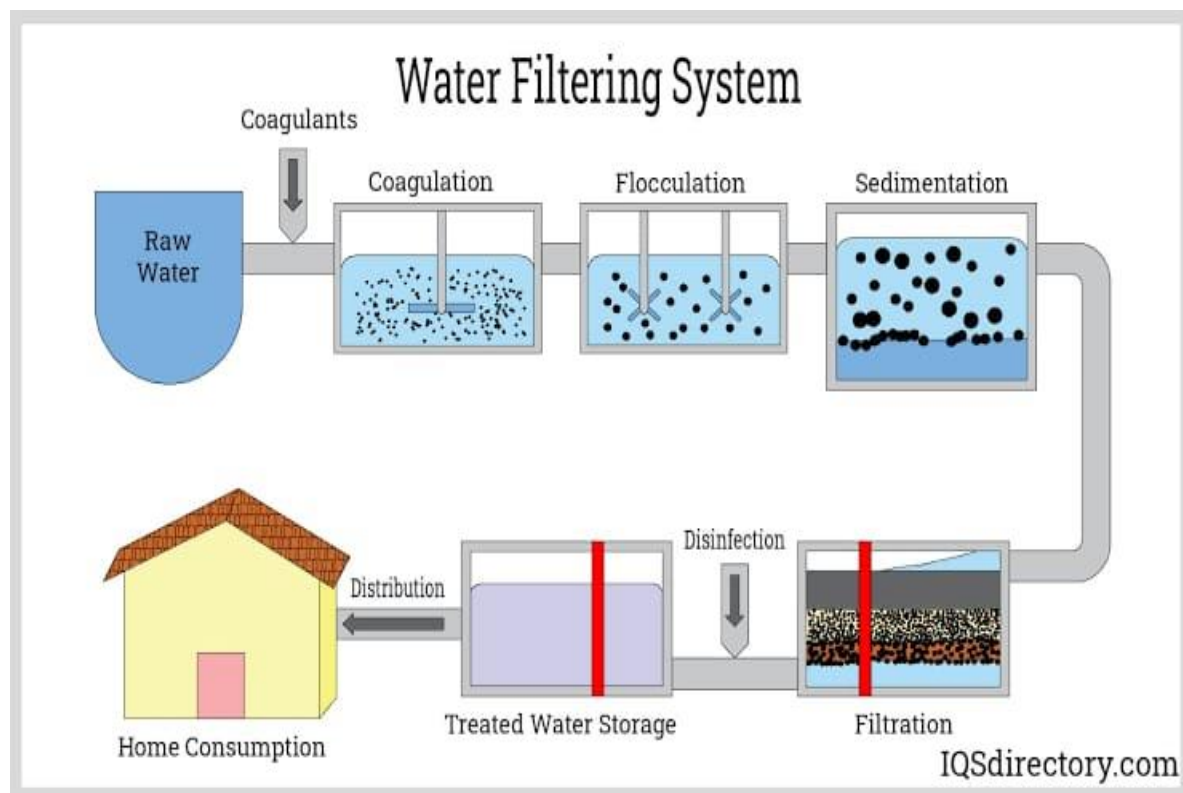 Water Filtering System
Coagulants
Coagulation
Flocculation
Sedimentation
Raw
Water
Disinfection
Distribution
Treated Water Storage
Filtration
Home Consumption
IQSdirectory.com